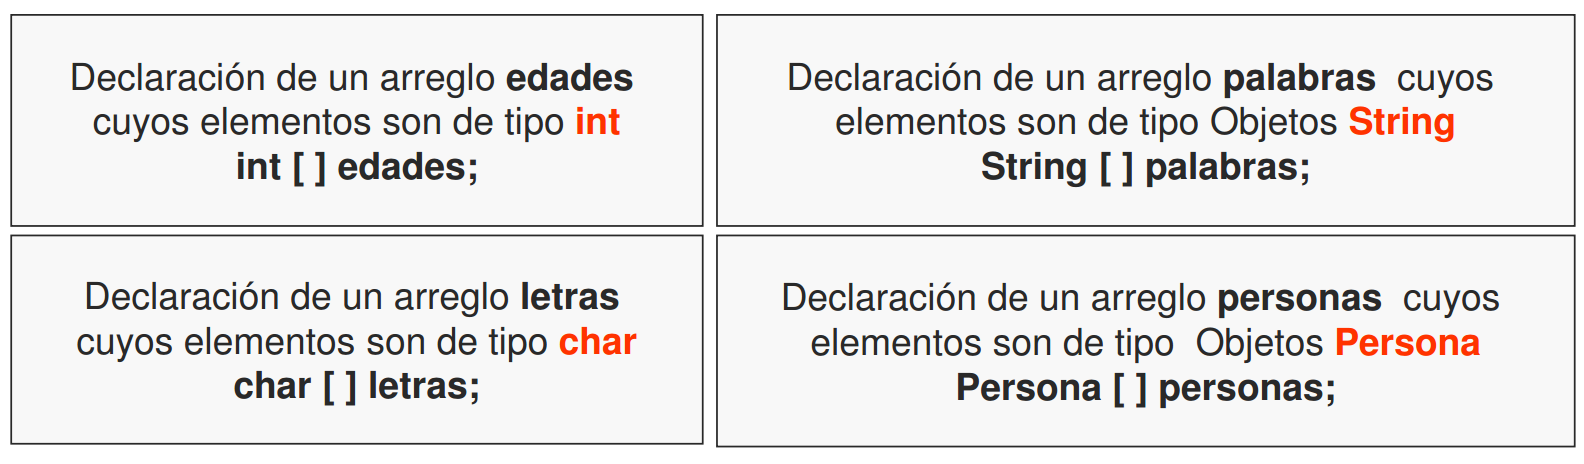 Declaración de un arreglo edades
cuyos elementos son de tipo int
int [ ] edades;
Declaración de un arreglo palabras cuyos
elementos son de tipo Objetos String
String [ ] palabras;
Declaración de un arreglo letras
cuyos elementos son de tipo char
char [ ] letras;
Declaración de un arreglo personas cuyos
elementos son de tipo Objetos Persona
Persona [ ] personas;